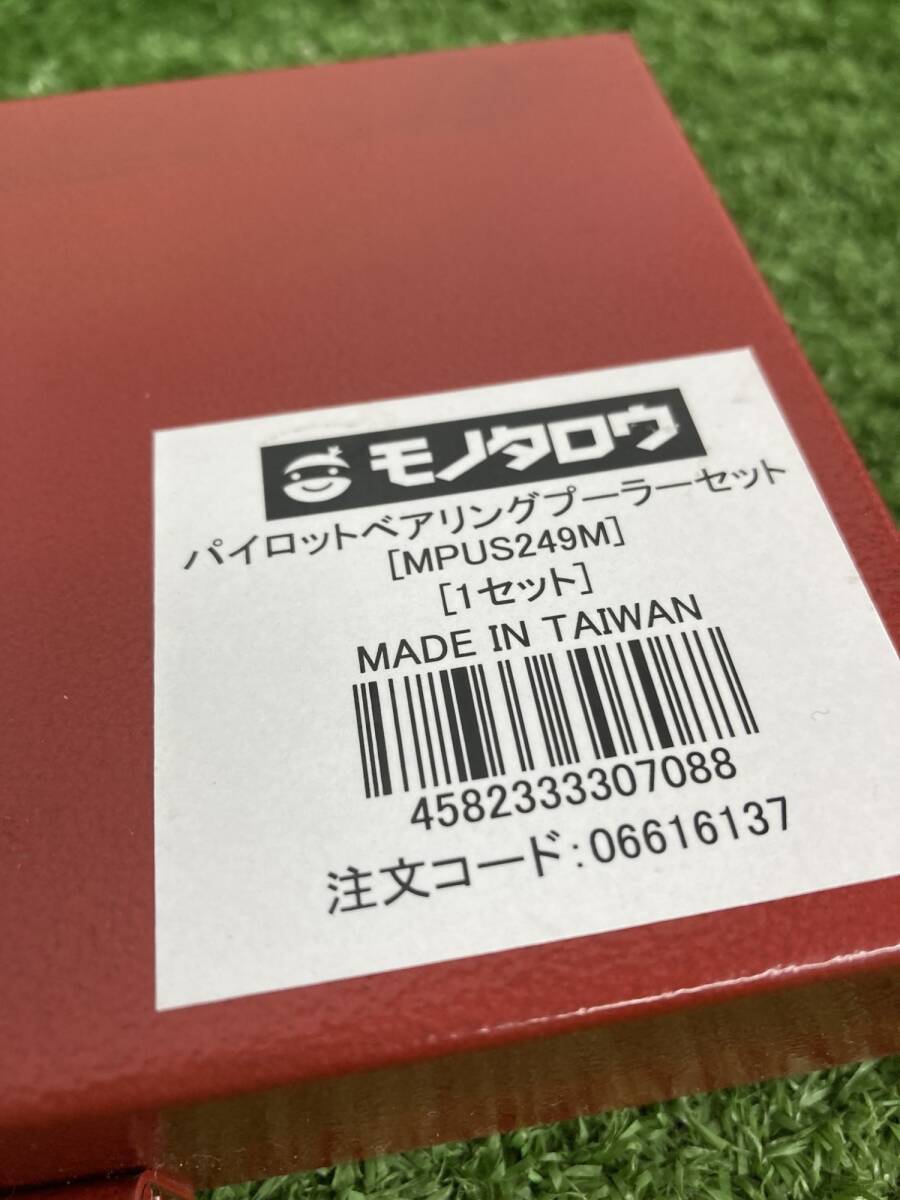 モノタロウ
パイロットベアリングプーラーセット
[MPUS249M]
[1セット]
MADE IN TAIWAN
4582333307088
注文コード:06616137